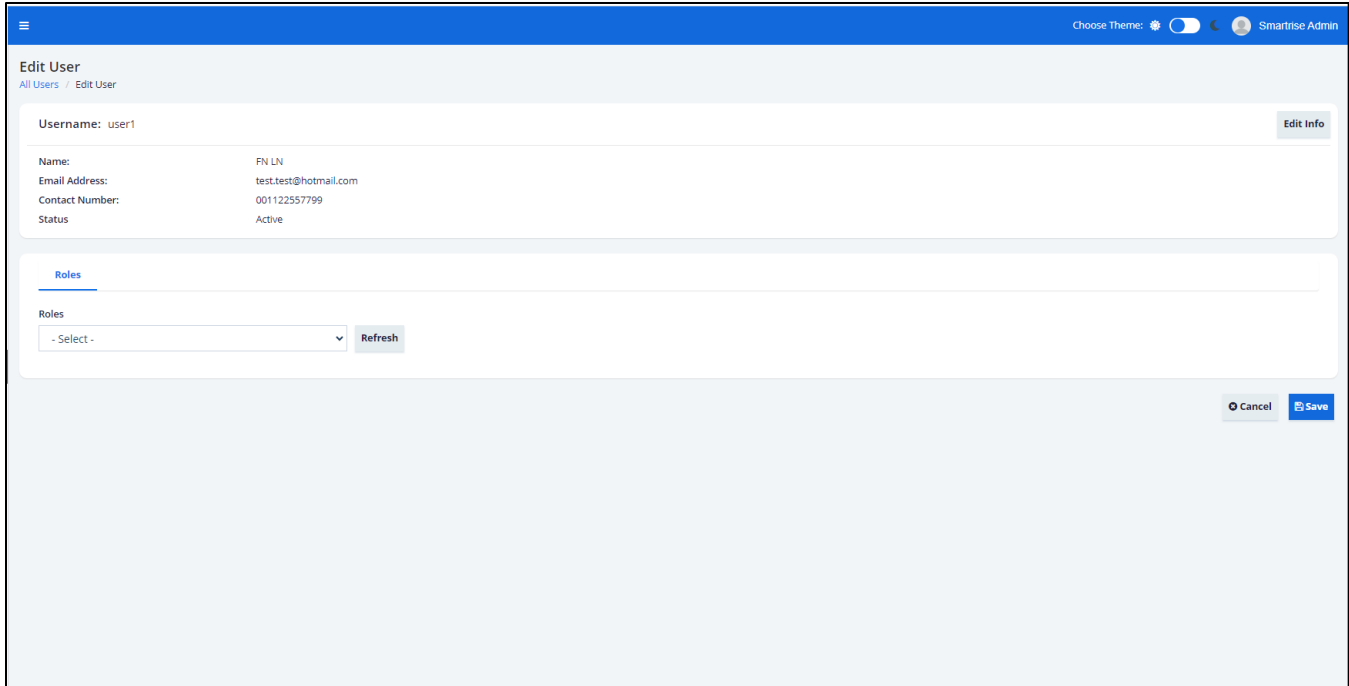 Choose Theme: Smartrise Admin
Edit User
All Users / Edit User
Username: user1 Edit Info
Name: FN LN
Email Address: test.test@hotmail.com
Contact Number: 001122557799
Status Active
Roles
Roles
- Select - Refresh
Cancel Save